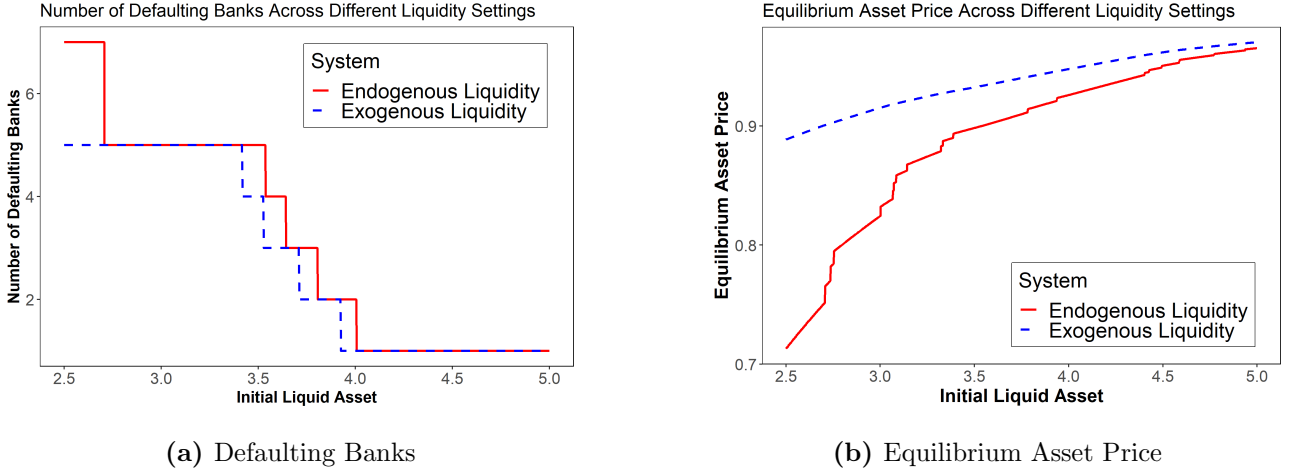 Number of Defaulting Banks Across Different Liquidity Settings
Number of Defaulting Banks
6
4
2
System
Endogenous Liquidity
Exogenous Liquidity
2.5 3.0 3.5 4.0 4.5 5.0
Initial Liquid Asset
(a) Defaulting Banks
Equilibrium Asset Price Across Different Liquidity Settings
Equilibrium Asset Price
0.9
0.8
0.7
System
Endogenous Liquidity
Exogenous Liquidity
2.5 3.0 3.5 4.0 4.5 5.0
Initial Liquid Asset
(b) Equilibrium Asset Price